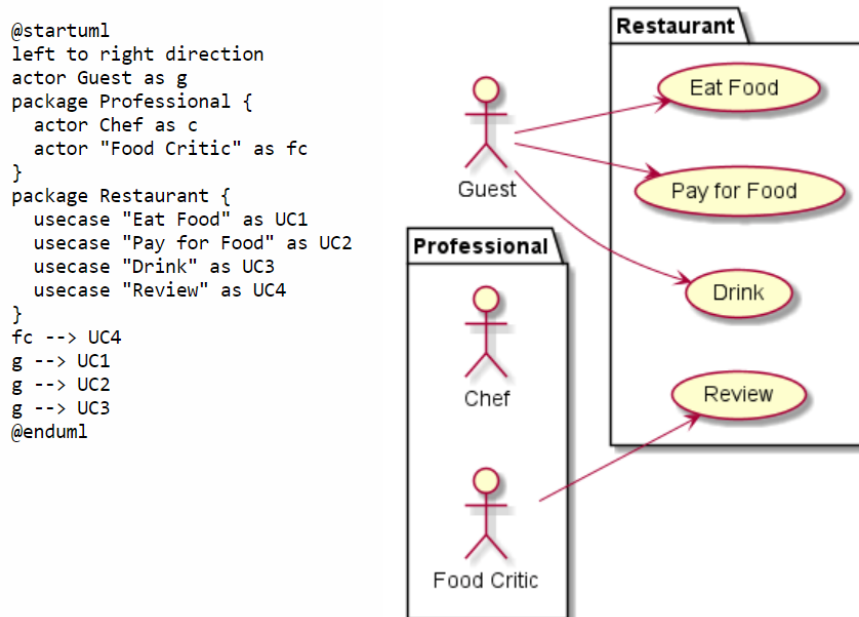 @startuml
left to right direction
actor Guest as g
package Professional {
  actor Chef as c
  actor "Food Critic" as fc
}
package Restaurant {
  usecase "Eat Food" as UC1
  usecase "Pay for Food" as UC2
  usecase "Drink" as UC3
  usecase "Review" as UC4
}
fc --> UC4
g --> UC1
g --> UC2
g --> UC3
@enduml
Restaurant
Eat Food
Guest
Pay for Food
Professional
Drink
Chef
Review
Food Critic